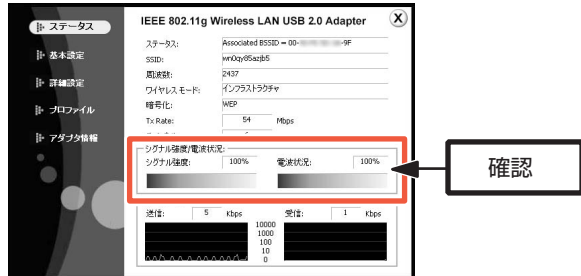 ステータス
基本設定
詳細設定
プロファイル
アダプタ情報
IEEE 802.11g Wireless LAN USB 2.0 Adapter
X
ステータス: Associated BSSID = 00- -9F
SSID: wn0qy85azjb5
周波数: 2437
ワイヤレスモード: インフラストラクチャ
暗号化: WEP
Tx Rate: 54 Mbps
シグナル強度/電波状況:
シグナル強度: 100% 電波状況: 100%
確認
送信: 5 Kbps 受信: 1 Kbps
10000
1000
100
10
0